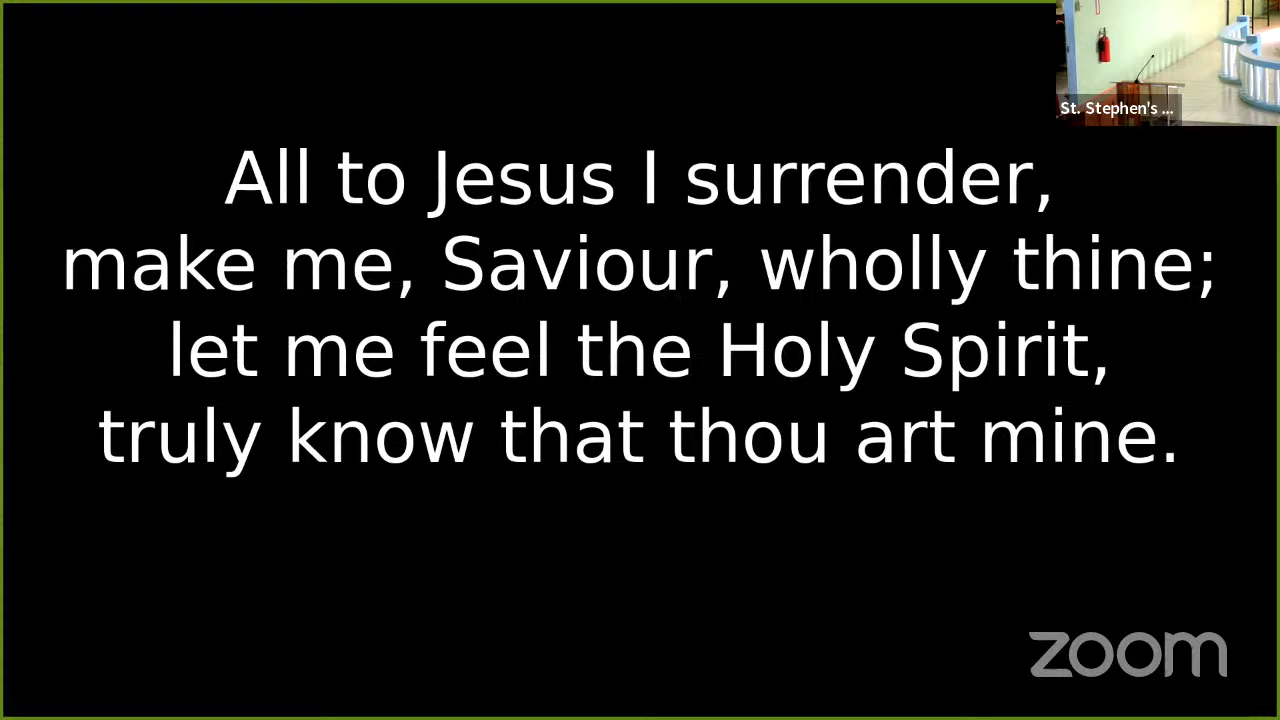 St. Stephen's ...
All to Jesus I surrender,
make me, Saviour, wholly thine;
let me feel the Holy Spirit,
truly know that thou art mine.
zoom